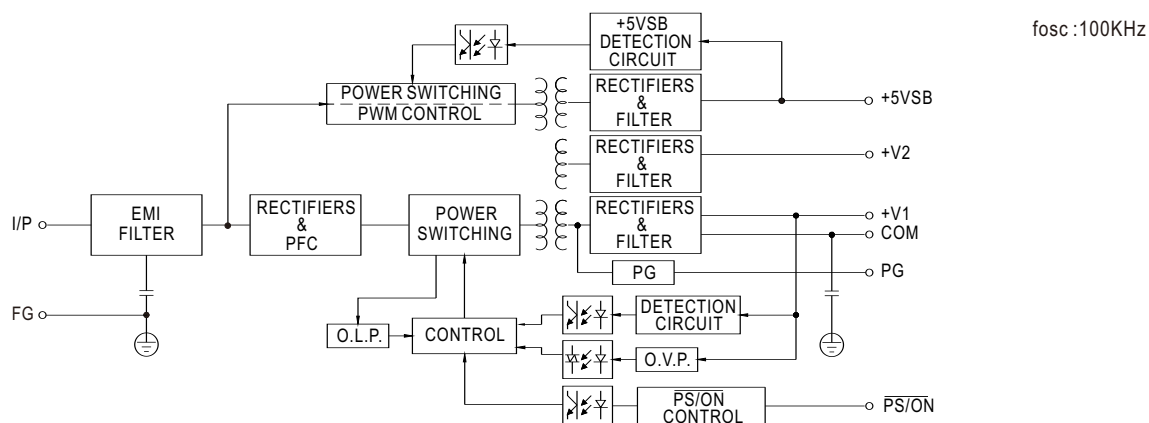 fosc :100KHz
+5VSB
DETECTION
CIRCUIT
POWER SWITCHING
PWM CONTROL
RECTIFIERS
&
FILTER
+5VSB
RECTIFIERS
&
FILTER
+V2
I/P
EMI
FILTER
RECTIFIERS
&
PFC
POWER
SWITCHING
RECTIFIERS
&
FILTER
+V1
COM
PG
PG
FG
O.L.P.
CONTROL
DETECTION
CIRCUIT
O.V.P.
PS/ON
CONTROL
PS/ON